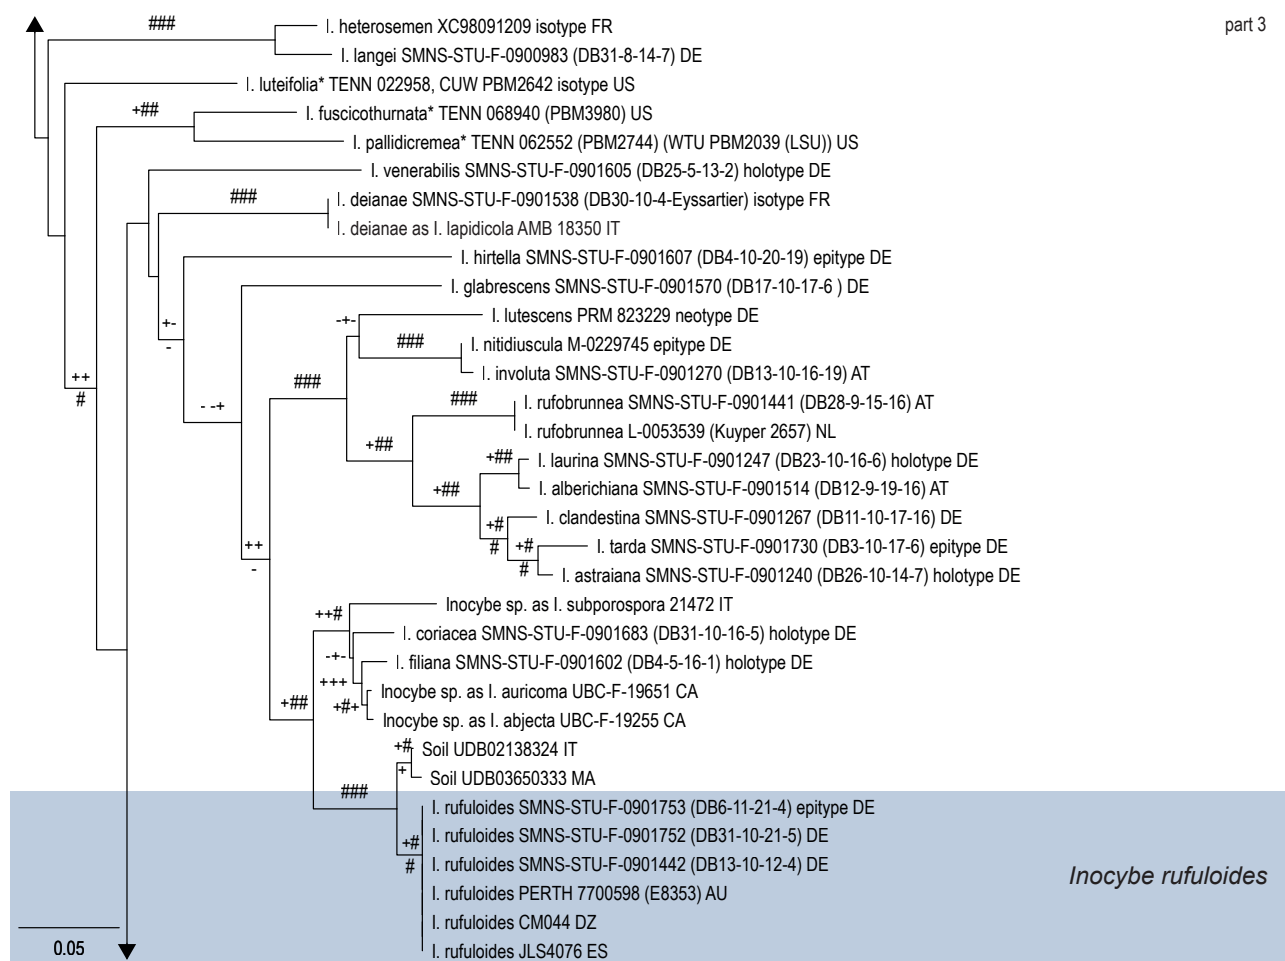 ###
I. heterosemen XC98091209 isotype FR
part 3
I. langei SMNS-STU-F-0900983 (DB31-8-14-7) DE
I. luteifolia* TENN 022958, CUW PBM2642 isotype US
+##
I. fuscicothurnata* TENN 068940 (PBM3980) US
I. pallidicremea* TENN 062552 (PBM2744) (WTU PBM2039 (LSU)) US
I. venerabilis SMNS-STU-F-0901605 (DB25-5-13-2) holotype DE
###
I. deianae SMNS-STU-F-0901538 (DB30-10-4-Eyssartier) isotype FR
I. deianae as I. lapidicola AMB 18350 IT
I. hirtella SMNS-STU-F-0901607 (DB4-10-20-19) epitype DE
I. glabrescens SMNS-STU-F-0901570 (DB17-10-17-6 ) DE
+-
-
-+-
I. lutescens PRM 823229 neotype DE
###
I. nitidiuscula M-0229745 epitype DE
I. involuta SMNS-STU-F-0901270 (DB13-10-16-19) AT
++
#
###
###
I. rufobrunnea SMNS-STU-F-0901441 (DB28-9-15-16) AT
- -+
I. rufobrunnea L-0053539 (Kuyper 2657) NL
+##
+##
I. laurina SMNS-STU-F-0901247 (DB23-10-16-6) holotype DE
+##
I. alberichiana SMNS-STU-F-0901514 (DB12-9-19-16) AT
I. clandestina SMNS-STU-F-0901267 (DB11-10-17-16) DE
+#
#
++
-
+#
#
I. tarda SMNS-STU-F-0901730 (DB3-10-17-6) epitype DE
I. astraiana SMNS-STU-F-0901240 (DB26-10-14-7) holotype DE
++#
Inocybe sp. as I. subporospora 21472 IT
I. coriacea SMNS-STU-F-0901683 (DB31-10-16-5) holotype DE
-+-
I. filiana SMNS-STU-F-0901602 (DB4-5-16-1) holotype DE
+++
Inocybe sp. as I. auricoma UBC-F-19651 CA
+##
+#+
Inocybe sp. as I. abjecta UBC-F-19255 CA
+#
+
Soil UDB02138324 IT
Soil UDB03650333 MA
###
I. rufuloides SMNS-STU-F-0901753 (DB6-11-21-4) epitype DE
I. rufuloides SMNS-STU-F-0901752 (DB31-10-21-5) DE
+#
#
I. rufuloides SMNS-STU-F-0901442 (DB13-10-12-4) DE
Inocybe rufuloides
I. rufuloides PERTH 7700598 (E8353) AU
I. rufuloides CM044 DZ
I. rufuloides JLS4076 ES
0.05